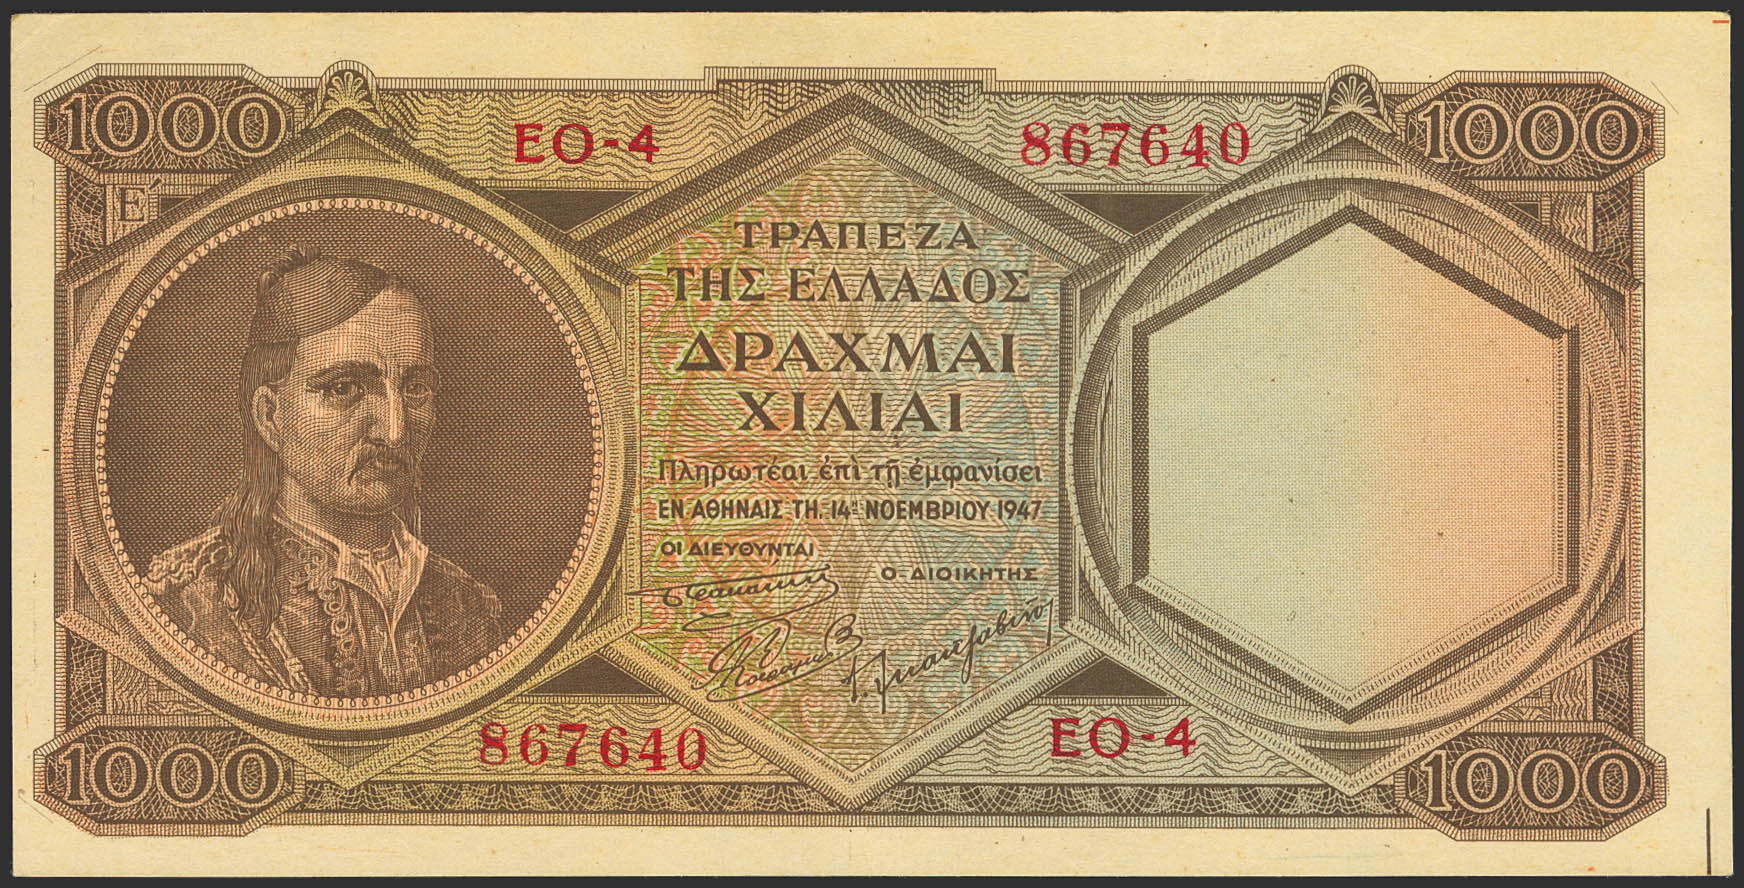 1000 1000
ΕΟ-4 867640
Ε΄
ΤΡΑΠΕΖΑ
ΤΗΣ ΕΛΛΑΔΟΣ
ΔΡΑΧΜΑΙ
ΧΙΛΙΑΙ
Πληρωτέαι ἐπὶ τῇ ἐμφανίσει
ΕΝ ΑΘΗΝΑΙΣ ΤΗ. 14ῃ ΝΟΕΜΒΡΙΟΥ 1947
ΟΙ ΔΙΕΥΘΥΝΤΑΙ
Ο ΔΙΟΙΚΗΤΗΣ
867640 ΕΟ-4
1000 1000